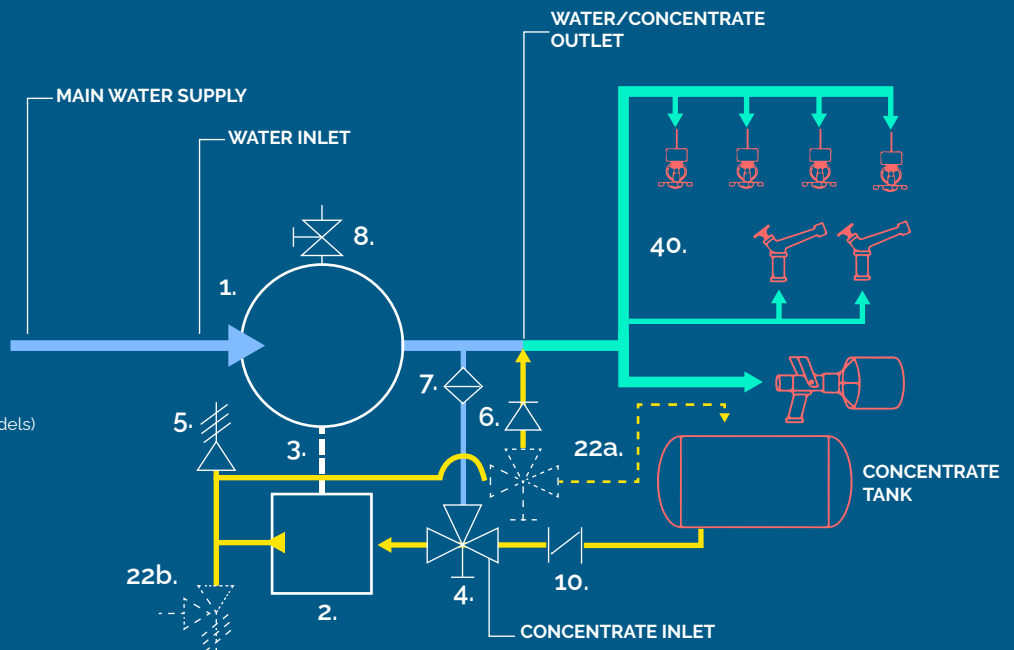 WATER/CONCENTRATE
OUTLET
MAIN WATER SUPPLY
WATER INLET
8.
40.
1.
7.
5.
6.
dels)
3.
22a.
CONCENTRATE
TANK
22b.
10.
4.
2.
CONCENTRATE INLET